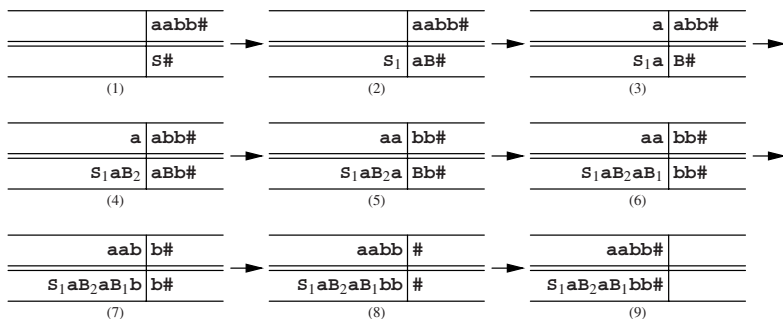 aabb# aabb# a abb#
S# S₁ aB# S₁a B#
(1) (2) (3)
a abb# aa bb# aa bb#
S₁aB₂ aBb# S₁aB₂a Bb# S₁aB₂aB₁ bb#
(4) (5) (6)
aab b# aabb # aabb#
S₁aB₂aB₁b b# S₁aB₂aB₁bb # S₁aB₂aB₁bb#
(7) (8) (9)